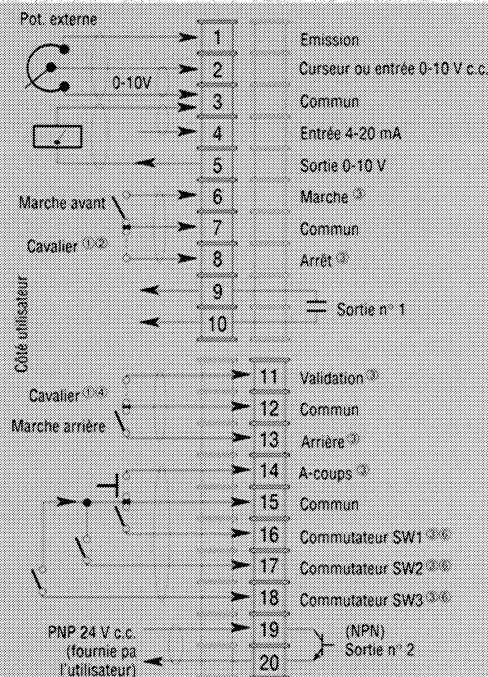 Pot. externe
1 Emission
2 Curseur ou entrée 0-10 V c.c.
0-10V
3 Commun
4 Entrée 4-20 mA
5 Sortie 0-10 V
Marche avant
6 Marche ③
7 Commun
Cavalier ①②
8 Arrêt ③
9
Sortie n° 1
10
Côté utilisateur
11 Validation ③
Cavalier ①④
12 Commun
Marche arrière
13 Arrière ③
14 A-coups ③
15 Commun
16 Commutateur SW1 ③⑥
17 Commutateur SW2 ③⑥
18 Commutateur SW3 ③⑥
PNP 24 V c.c.
19 (NPN)
(fournie pa
Sortie n° 2
20
l'utilisateur)